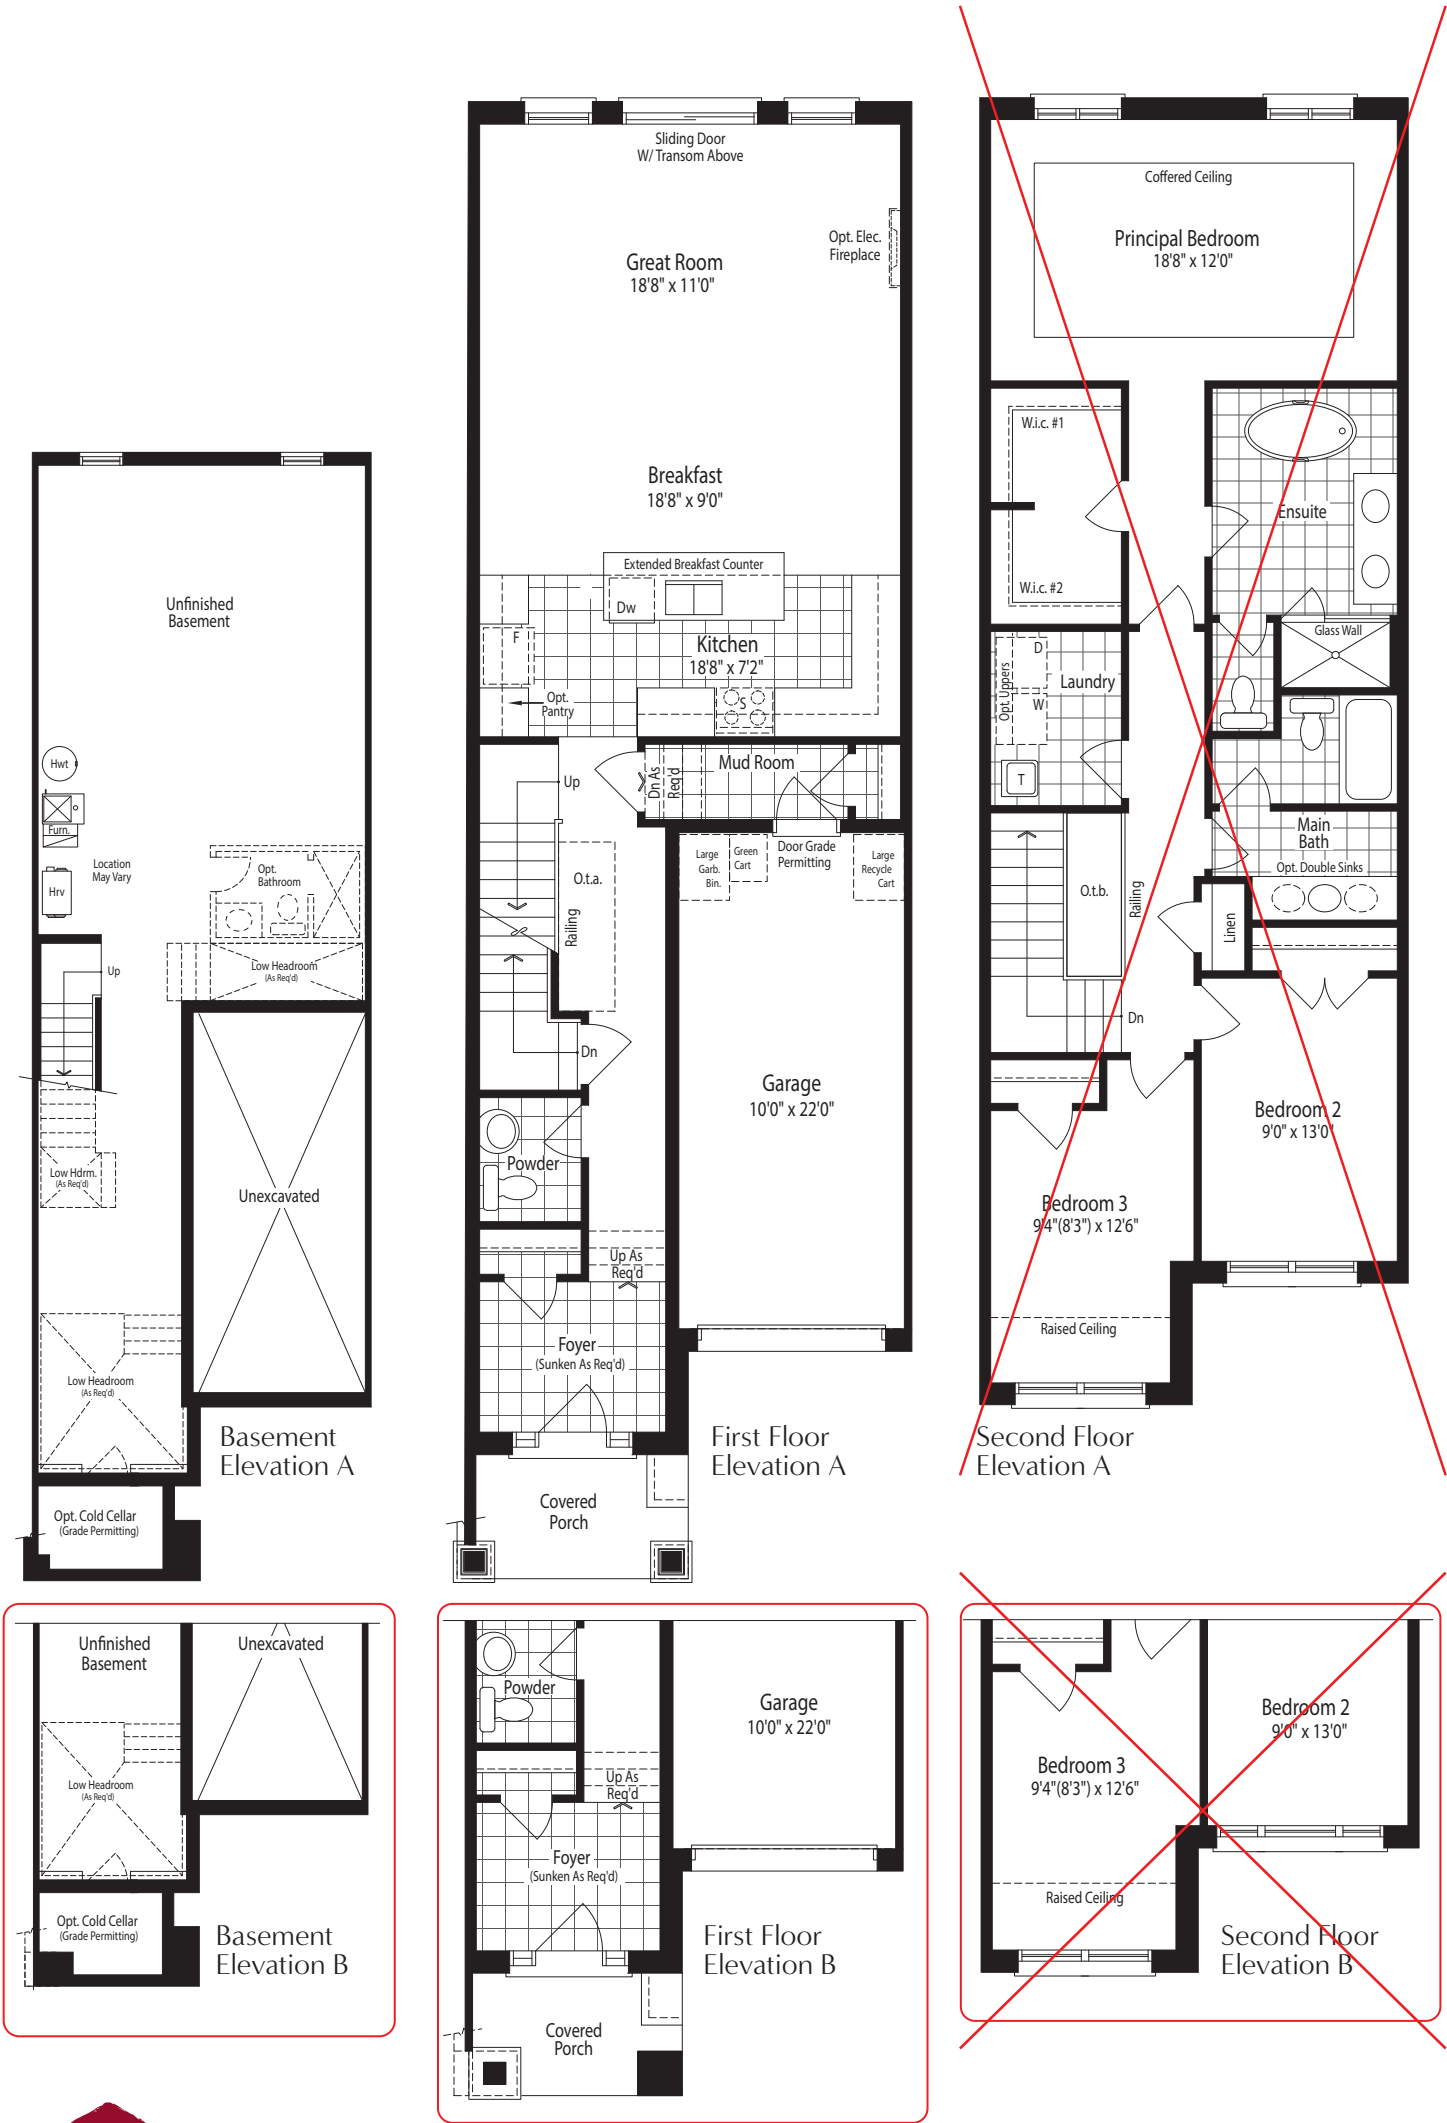 Unfinished
Basement
Hwt
Furn.
Hrv
Location
May Vary
Opt.
Bathroom
Low Headroom
(As Req'd)
Up
Low Hdrm.
(As Req'd)
Unexcavated
Low Headroom
(As Req'd)
Basement
Elevation A
Opt. Cold Cellar
(Grade Permitting)
Sliding Door
W/ Transom Above
Great Room
18'8" x 11'0"
Opt. Elec.
Fireplace
Breakfast
18'8" x 9'0"
Extended Breakfast Counter
Dw
F
Kitchen
18'8" x 7'2"
Opt.
Pantry
S
Mud Room
Up
Dn As
Req'd
Large
Garb.
Bin.
Green
Cart
Door Grade
Permitting
Large
Recycle
Cart
O.t.a.
Railing
Dn
Garage
10'0" x 22'0"
Powder
Up As
Req'd
Foyer
(Sunken As Req'd)
First Floor
Elevation A
Covered
Porch
Coffered Ceiling
Principal Bedroom
18'8" x 12'0"
W.i.c. #1
W.i.c. #2
Ensuite
Glass Wall
D
Opt. Uppers
W
Laundry
T
Main
Bath
Opt. Double Sinks
O.t.b.
Railing
Linen
Dn
Bedroom 2
9'0" x 13'0"
Bedroom 3
9'4"(8'3") x 12'6"
Raised Ceiling
Second Floor
Elevation A
Unfinished
Basement
Unexcavated
Low Headroom
(As Req'd)
Opt. Cold Cellar
(Grade Permitting)
Basement
Elevation B
Powder
Garage
10'0" x 22'0"
Up As
Req'd
Foyer
(Sunken As Req'd)
First Floor
Elevation B
Covered
Porch
Bedroom 2
9'0" x 13'0"
Bedroom 3
9'4"(8'3") x 12'6"
Raised Ceiling
Second Floor
Elevation B